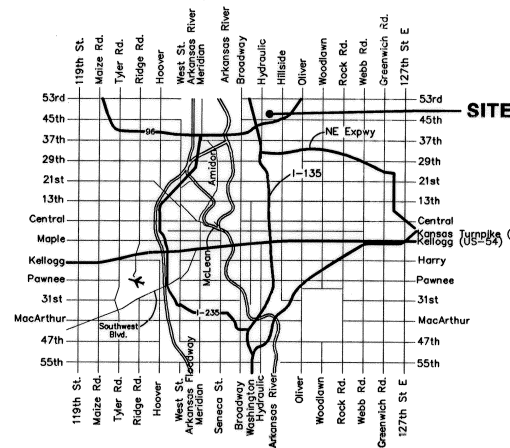 119th St.
Maize Rd.
Tyler Rd.
Ridge Rd.
Hoover
West St.
Arkansas River
Meridian
Arkansas River
Broadway
Hydraulic
Hillside
Oliver
Woodlawn
Rock Rd.
Webb Rd.
Greenwich Rd.
127th St E
53rd
45th
37th
29th
21st
13th
Central
Maple
Kellogg
Pawnee
31st
MacArthur
47th
55th
96
Amidon
McLean
I-135
NE Expwy
I-235
Southwest
Blvd.
SITE
53rd
45th
37th
29th
21st
13th
Central
Kansas Turnpike (
Kellogg (US-54)
Harry
Pawnee
31st
MacArthur
47th
55th
119th St.
Maize Rd.
Tyler Rd.
Ridge Rd.
Hoover
West St.
Arkansas Floodway
Meridian
Seneca St.
Broadway
Washington
Hydraulic
Arkansas River
Oliver
Woodlawn
Rock Rd.
Webb Rd.
Greenwich Rd.
127th St E